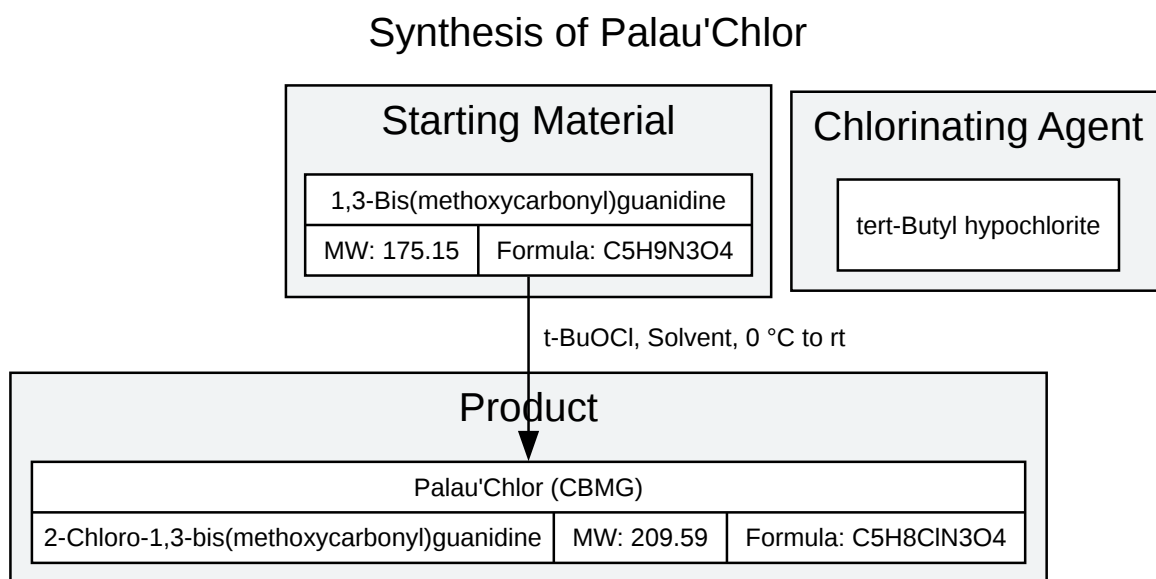 Synthesis of Palau'Chlor
Starting Material
1,3-Bis(methoxycarbonyl)guanidine
MW: 175.15
Formula: C5H9N3O4
Chlorinating Agent
tert-Butyl hypochlorite
t-BuOCl, Solvent, 0 °C to rt
Product
Palau'Chlor (CBMG)
2-Chloro-1,3-bis(methoxycarbonyl)guanidine
MW: 209.59
Formula: C5H8ClN3O4